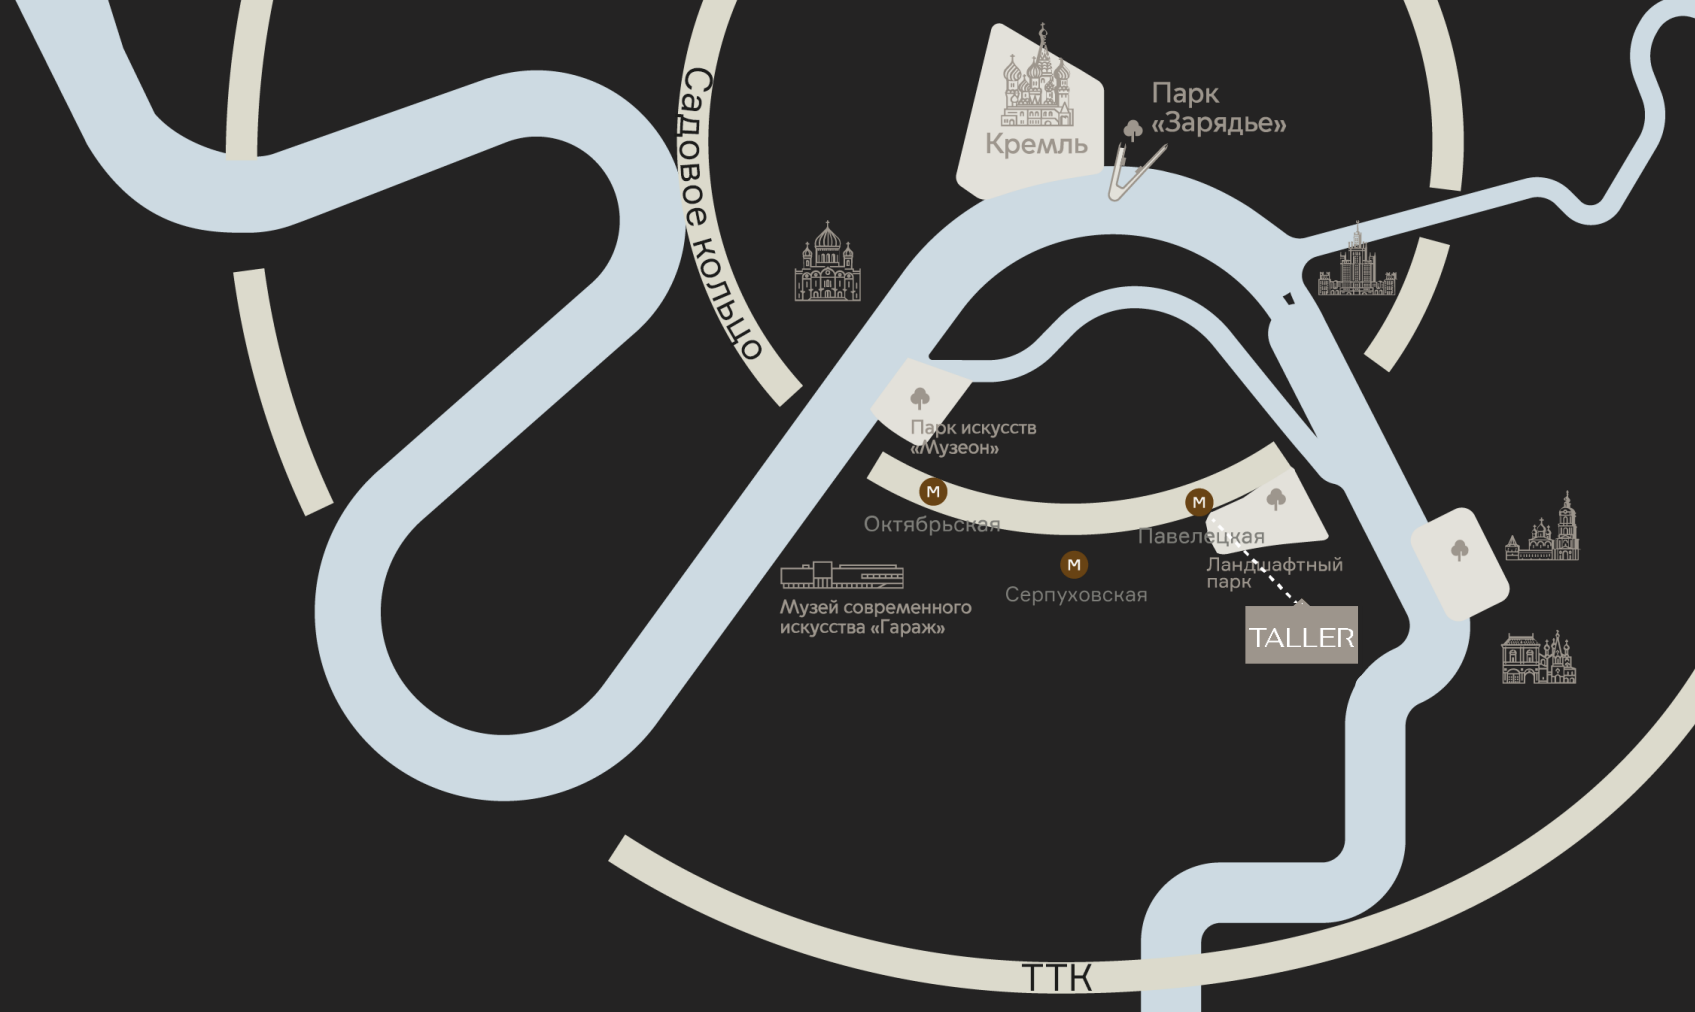 Садовое кольцо
Кремль
Парк
«Зарядье»
Парк искусств
«Музеон»
М
Октябрьская
М
Павелецкая
М
Серпуховская
Ландшафтный
парк
Музей современного
искусства «Гараж»
TALLER
ТТК